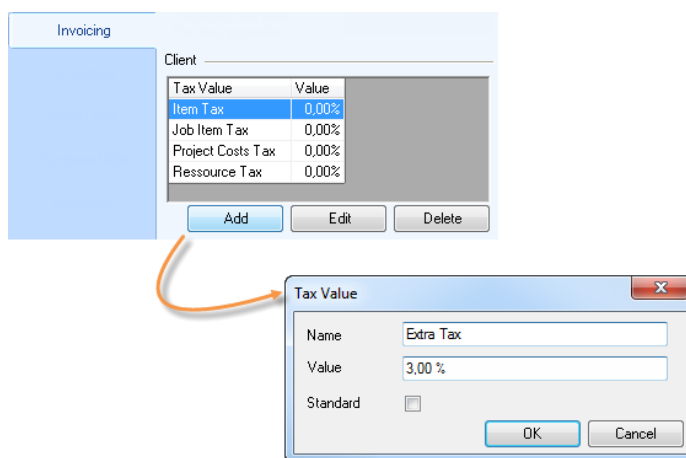 Invoicing
Client
Tax Value Value
Item Tax 0,00%
Job Item Tax 0,00%
Project Costs Tax 0,00%
Ressource Tax 0,00%
Add Edit Delete
Tax Value
Name Extra Tax
Value 3,00 %
Standard
OK Cancel